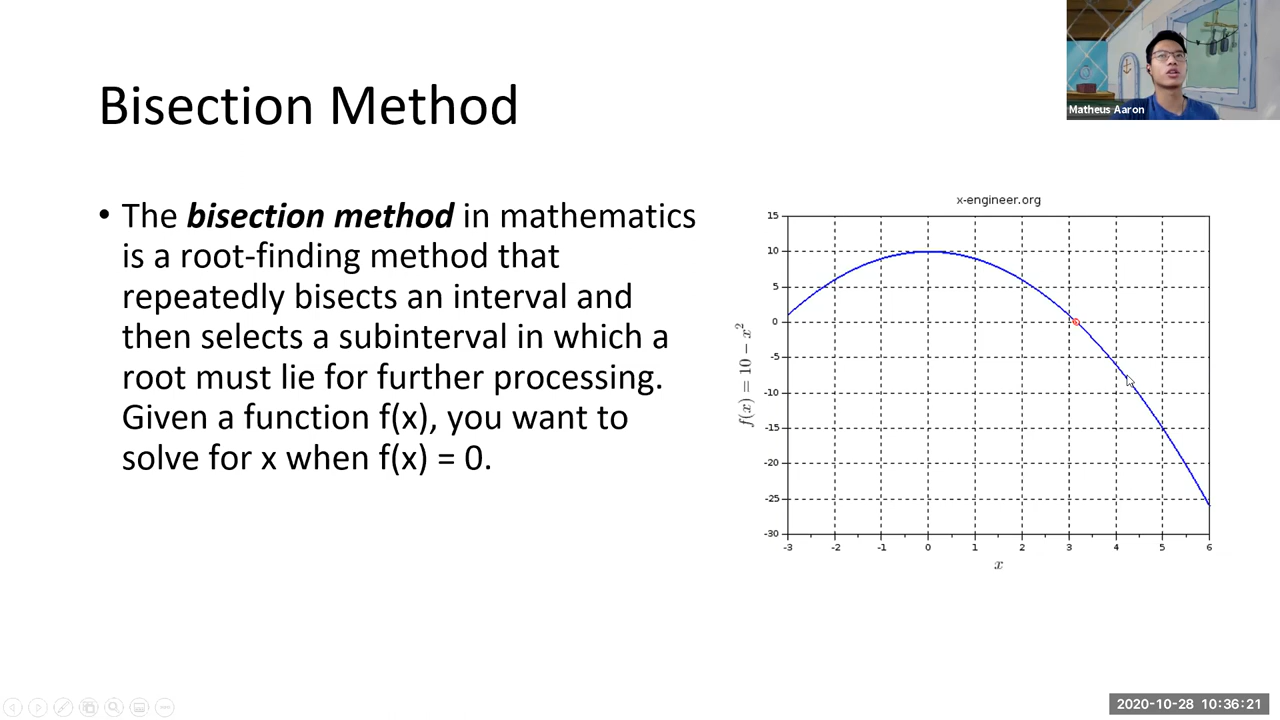 Matheus Aaron
Bisection Method
• The bisection method in mathematics
is a root-finding method that
repeatedly bisects an interval and
then selects a subinterval in which a
root must lie for further processing.
Given a function f(x), you want to
solve for x when f(x) = 0.
x-engineer.org
15
10
5
0
-5
-10
-15
-20
-25
-30
f(x) = 10 − x²
-3 -2 -1 0 1 2 3 4 5 6
x
2020-10-28 10:36:21